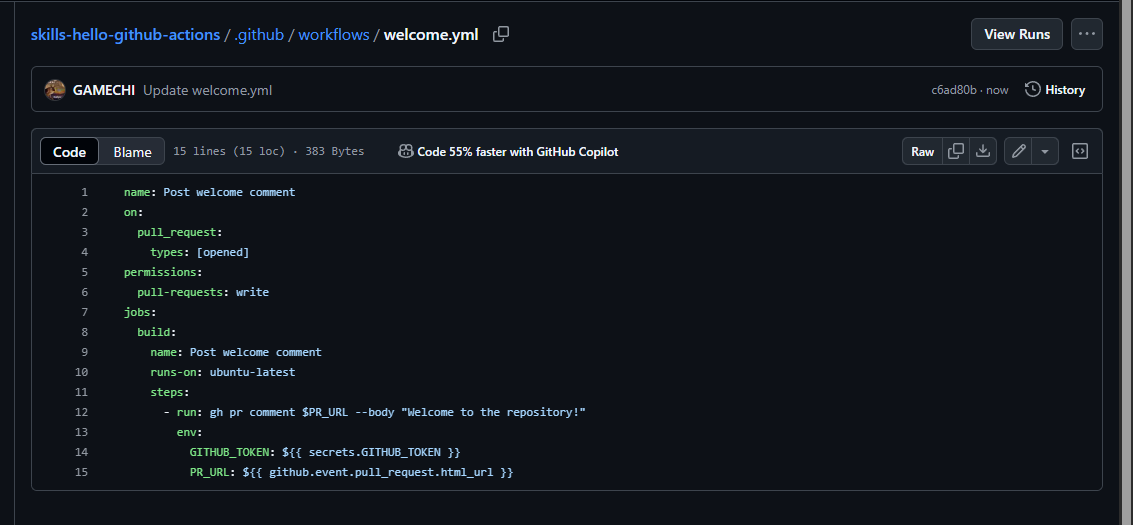 skills-hello-github-actions / .github / workflows / welcome.yml
View Runs
GAMECHI Update welcome.yml
c6ad80b · now
History
Code
Blame
15 lines (15 loc) · 383 Bytes
Code 55% faster with GitHub Copilot
Raw
1 name: Post welcome comment
2 on:
3 pull_request:
4 types: [opened]
5 permissions:
6 pull-requests: write
7 jobs:
8 build:
9 name: Post welcome comment
10 runs-on: ubuntu-latest
11 steps:
12 - run: gh pr comment $PR_URL --body "Welcome to the repository!"
13 env:
14 GITHUB_TOKEN: ${{ secrets.GITHUB_TOKEN }}
15 PR_URL: ${{ github.event.pull_request.html_url }}